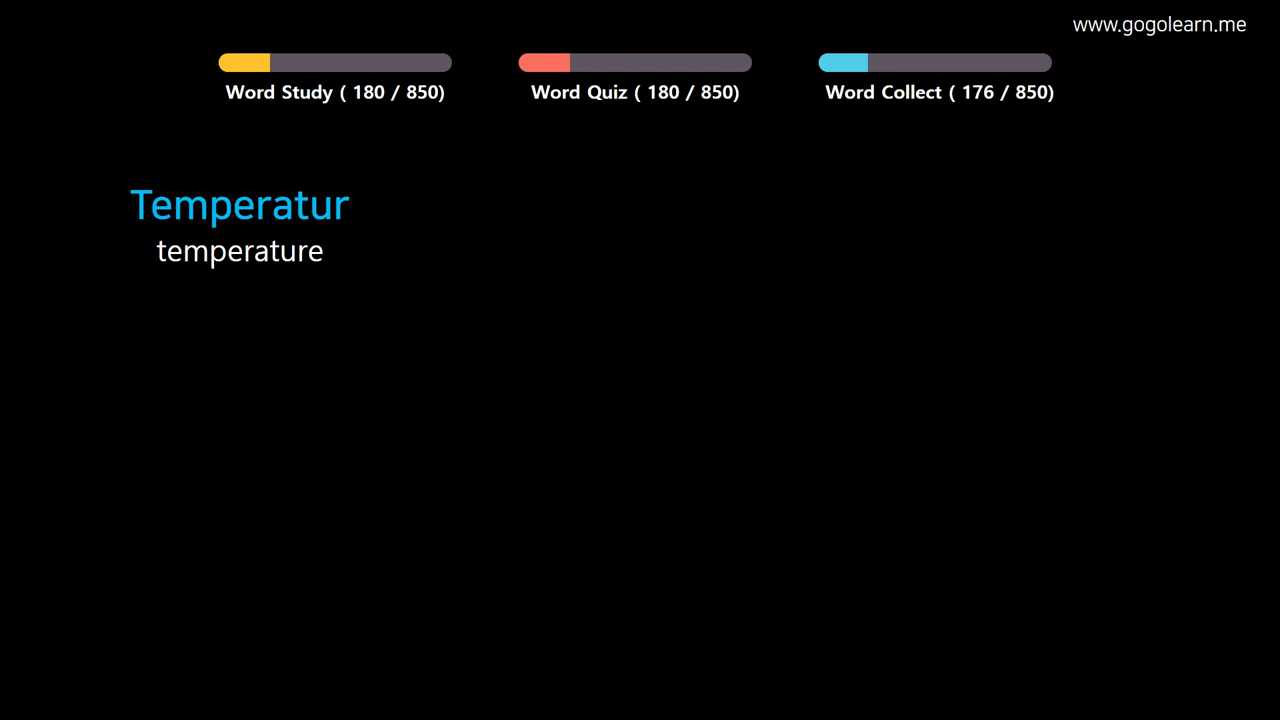 www.gogolearn.me
Word Study ( 180 / 850)
Word Quiz ( 180 / 850)
Word Collect ( 176 / 850)
Temperatur
temperature